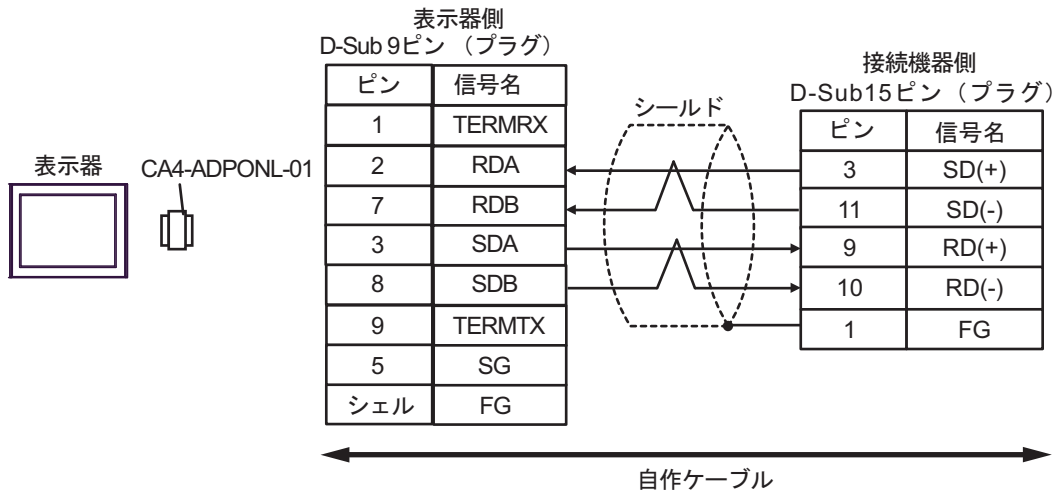 表示器側
D-Sub 9ピン （プラグ）
ピン 信号名
1 TERMRX
2 RDA
7 RDB
3 SDA
8 SDB
9 TERMTX
5 SG
シェル FG
表示器
CA4-ADPONL-01
シールド
接続機器側
D-Sub15ピン（プラグ）
ピン 信号名
3 SD(+)
11 SD(-)
9 RD(+)
10 RD(-)
1 FG
自作ケーブル